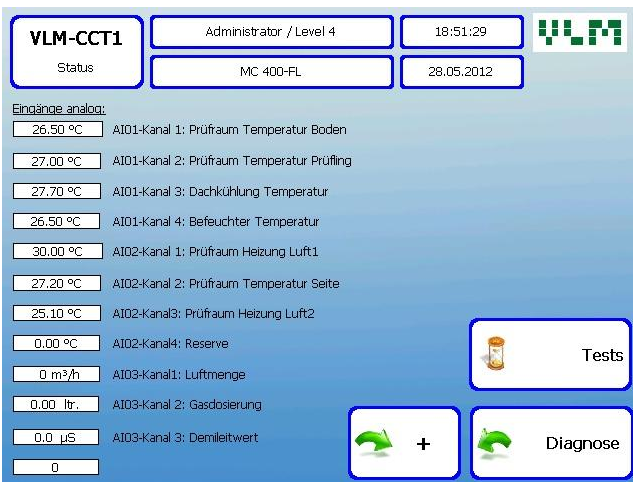 VLM-CCT1
Status
Administrator / Level 4
18:51:29
VLM
MC 400-FL
28.05.2012
Eingänge analog:
26.50 °C AI01-Kanal 1: Prüfraum Temperatur Boden
27.00 °C AI01-Kanal 2: Prüfraum Temperatur Prüfling
27.70 °C AI01-Kanal 3: Dachkühlung Temperatur
26.50 °C AI01-Kanal 4: Befeuchter Temperatur
30.00 °C AI02-Kanal 1: Prüfraum Heizung Luft1
27.20 °C AI02-Kanal 2: Prüfraum Temperatur Seite
25.10 °C AI02-Kanal3: Prüfraum Heizung Luft2
0.00 °C AI02-Kanal4: Reserve
0 m³/h AI03-Kanal1: Luftmenge
0.00 ltr. AI03-Kanal 2: Gasdosierung
0.0 µS AI03-Kanal 3: Demileitwert
0
Tests
+
Diagnose